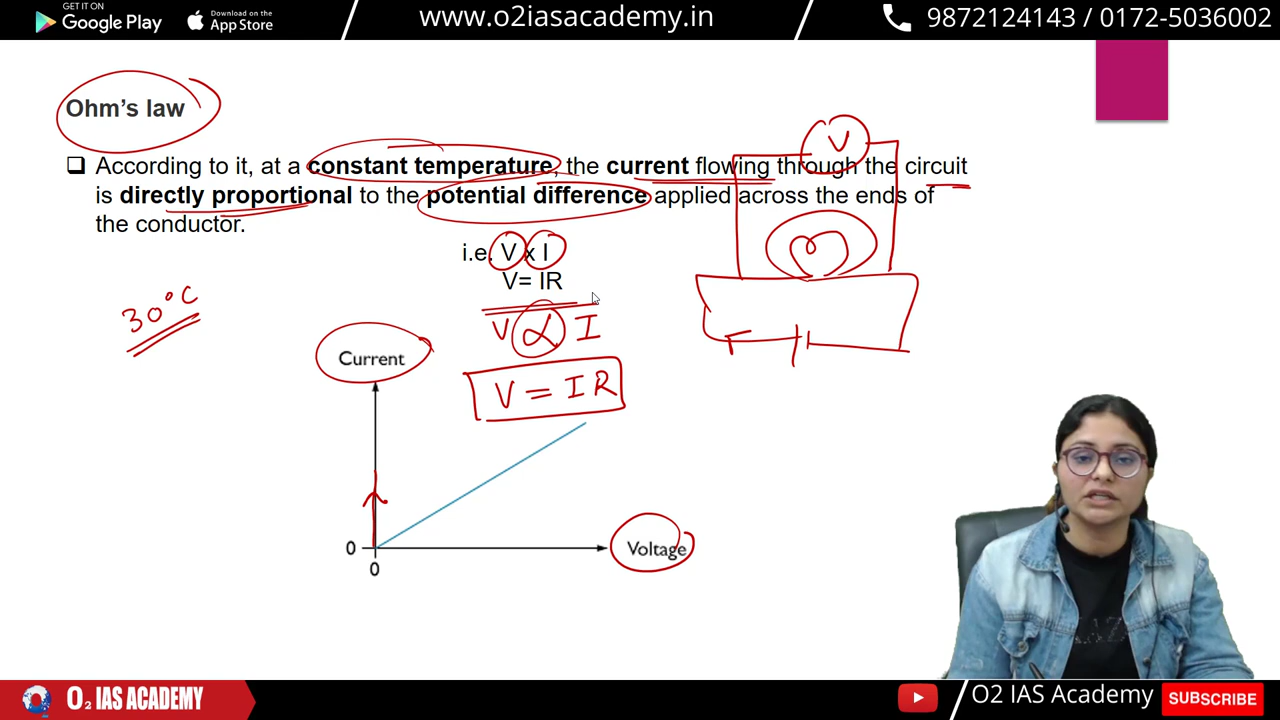 GET IT ON
Google Play
Download on the
App Store
www.o2iasacademy.in
9872124143 / 0172-5036002
Ohm's law
❑ According to it, at a constant temperature, the current flowing through the circuit
is directly proportional to the potential difference applied across the ends of
the conductor.
i.e. V x I
V= IR
V ∝ I
V = IR
30°C
V
Current
0
0
Voltage
O2 IAS ACADEMY
O2 IAS Academy
SUBSCRIBE